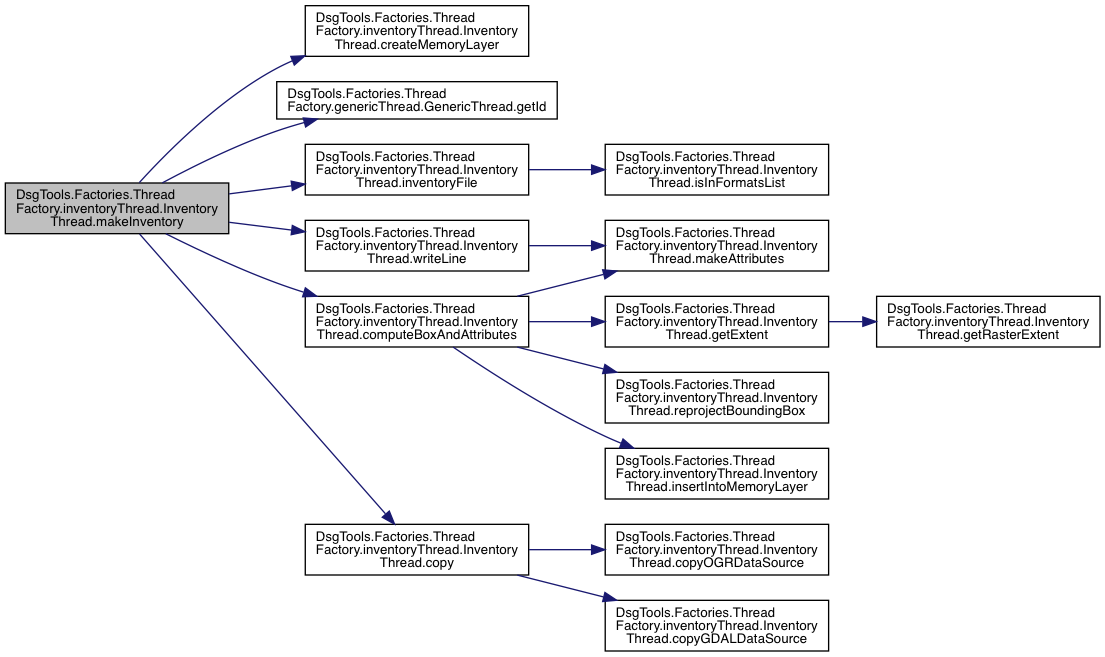 DsgTools.Factories.Thread
Factory.inventoryThread.Inventory
Thread.makeInventory
DsgTools.Factories.Thread
Factory.inventoryThread.Inventory
Thread.createMemoryLayer
DsgTools.Factories.Thread
Factory.genericThread.GenericThread.getId
DsgTools.Factories.Thread
Factory.inventoryThread.Inventory
Thread.inventoryFile
DsgTools.Factories.Thread
Factory.inventoryThread.Inventory
Thread.isInFormatsList
DsgTools.Factories.Thread
Factory.inventoryThread.Inventory
Thread.writeLine
DsgTools.Factories.Thread
Factory.inventoryThread.Inventory
Thread.makeAttributes
DsgTools.Factories.Thread
Factory.inventoryThread.Inventory
Thread.computeBoxAndAttributes
DsgTools.Factories.Thread
Factory.inventoryThread.Inventory
Thread.getExtent
DsgTools.Factories.Thread
Factory.inventoryThread.Inventory
Thread.getRasterExtent
DsgTools.Factories.Thread
Factory.inventoryThread.Inventory
Thread.reprojectBoundingBox
DsgTools.Factories.Thread
Factory.inventoryThread.Inventory
Thread.insertIntoMemoryLayer
DsgTools.Factories.Thread
Factory.inventoryThread.Inventory
Thread.copy
DsgTools.Factories.Thread
Factory.inventoryThread.Inventory
Thread.copyOGRDataSource
DsgTools.Factories.Thread
Factory.inventoryThread.Inventory
Thread.copyGDALDataSource